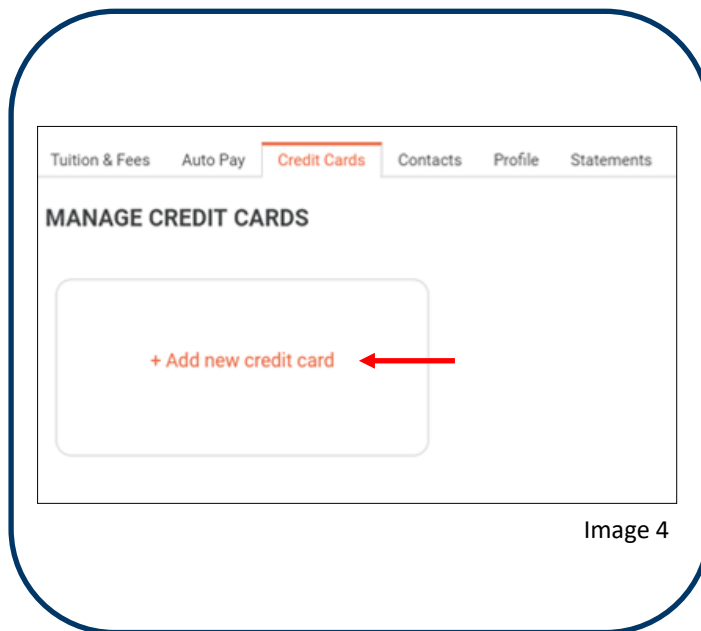 Tuition & Fees Auto Pay Credit Cards Contacts Profile Statements
MANAGE CREDIT CARDS
+ Add new credit card
Image 4